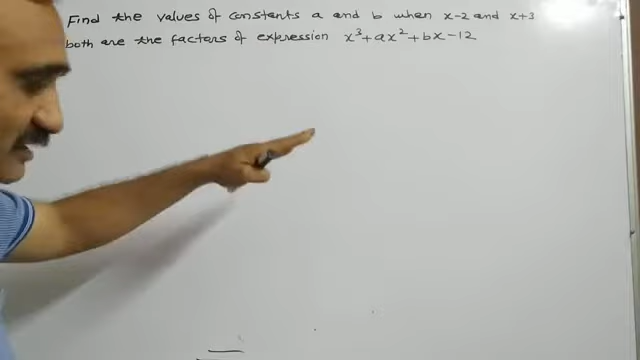 Find the values of constants a and b when x-2 and x+3
both are the factors of expression x³+ax²+bx-12